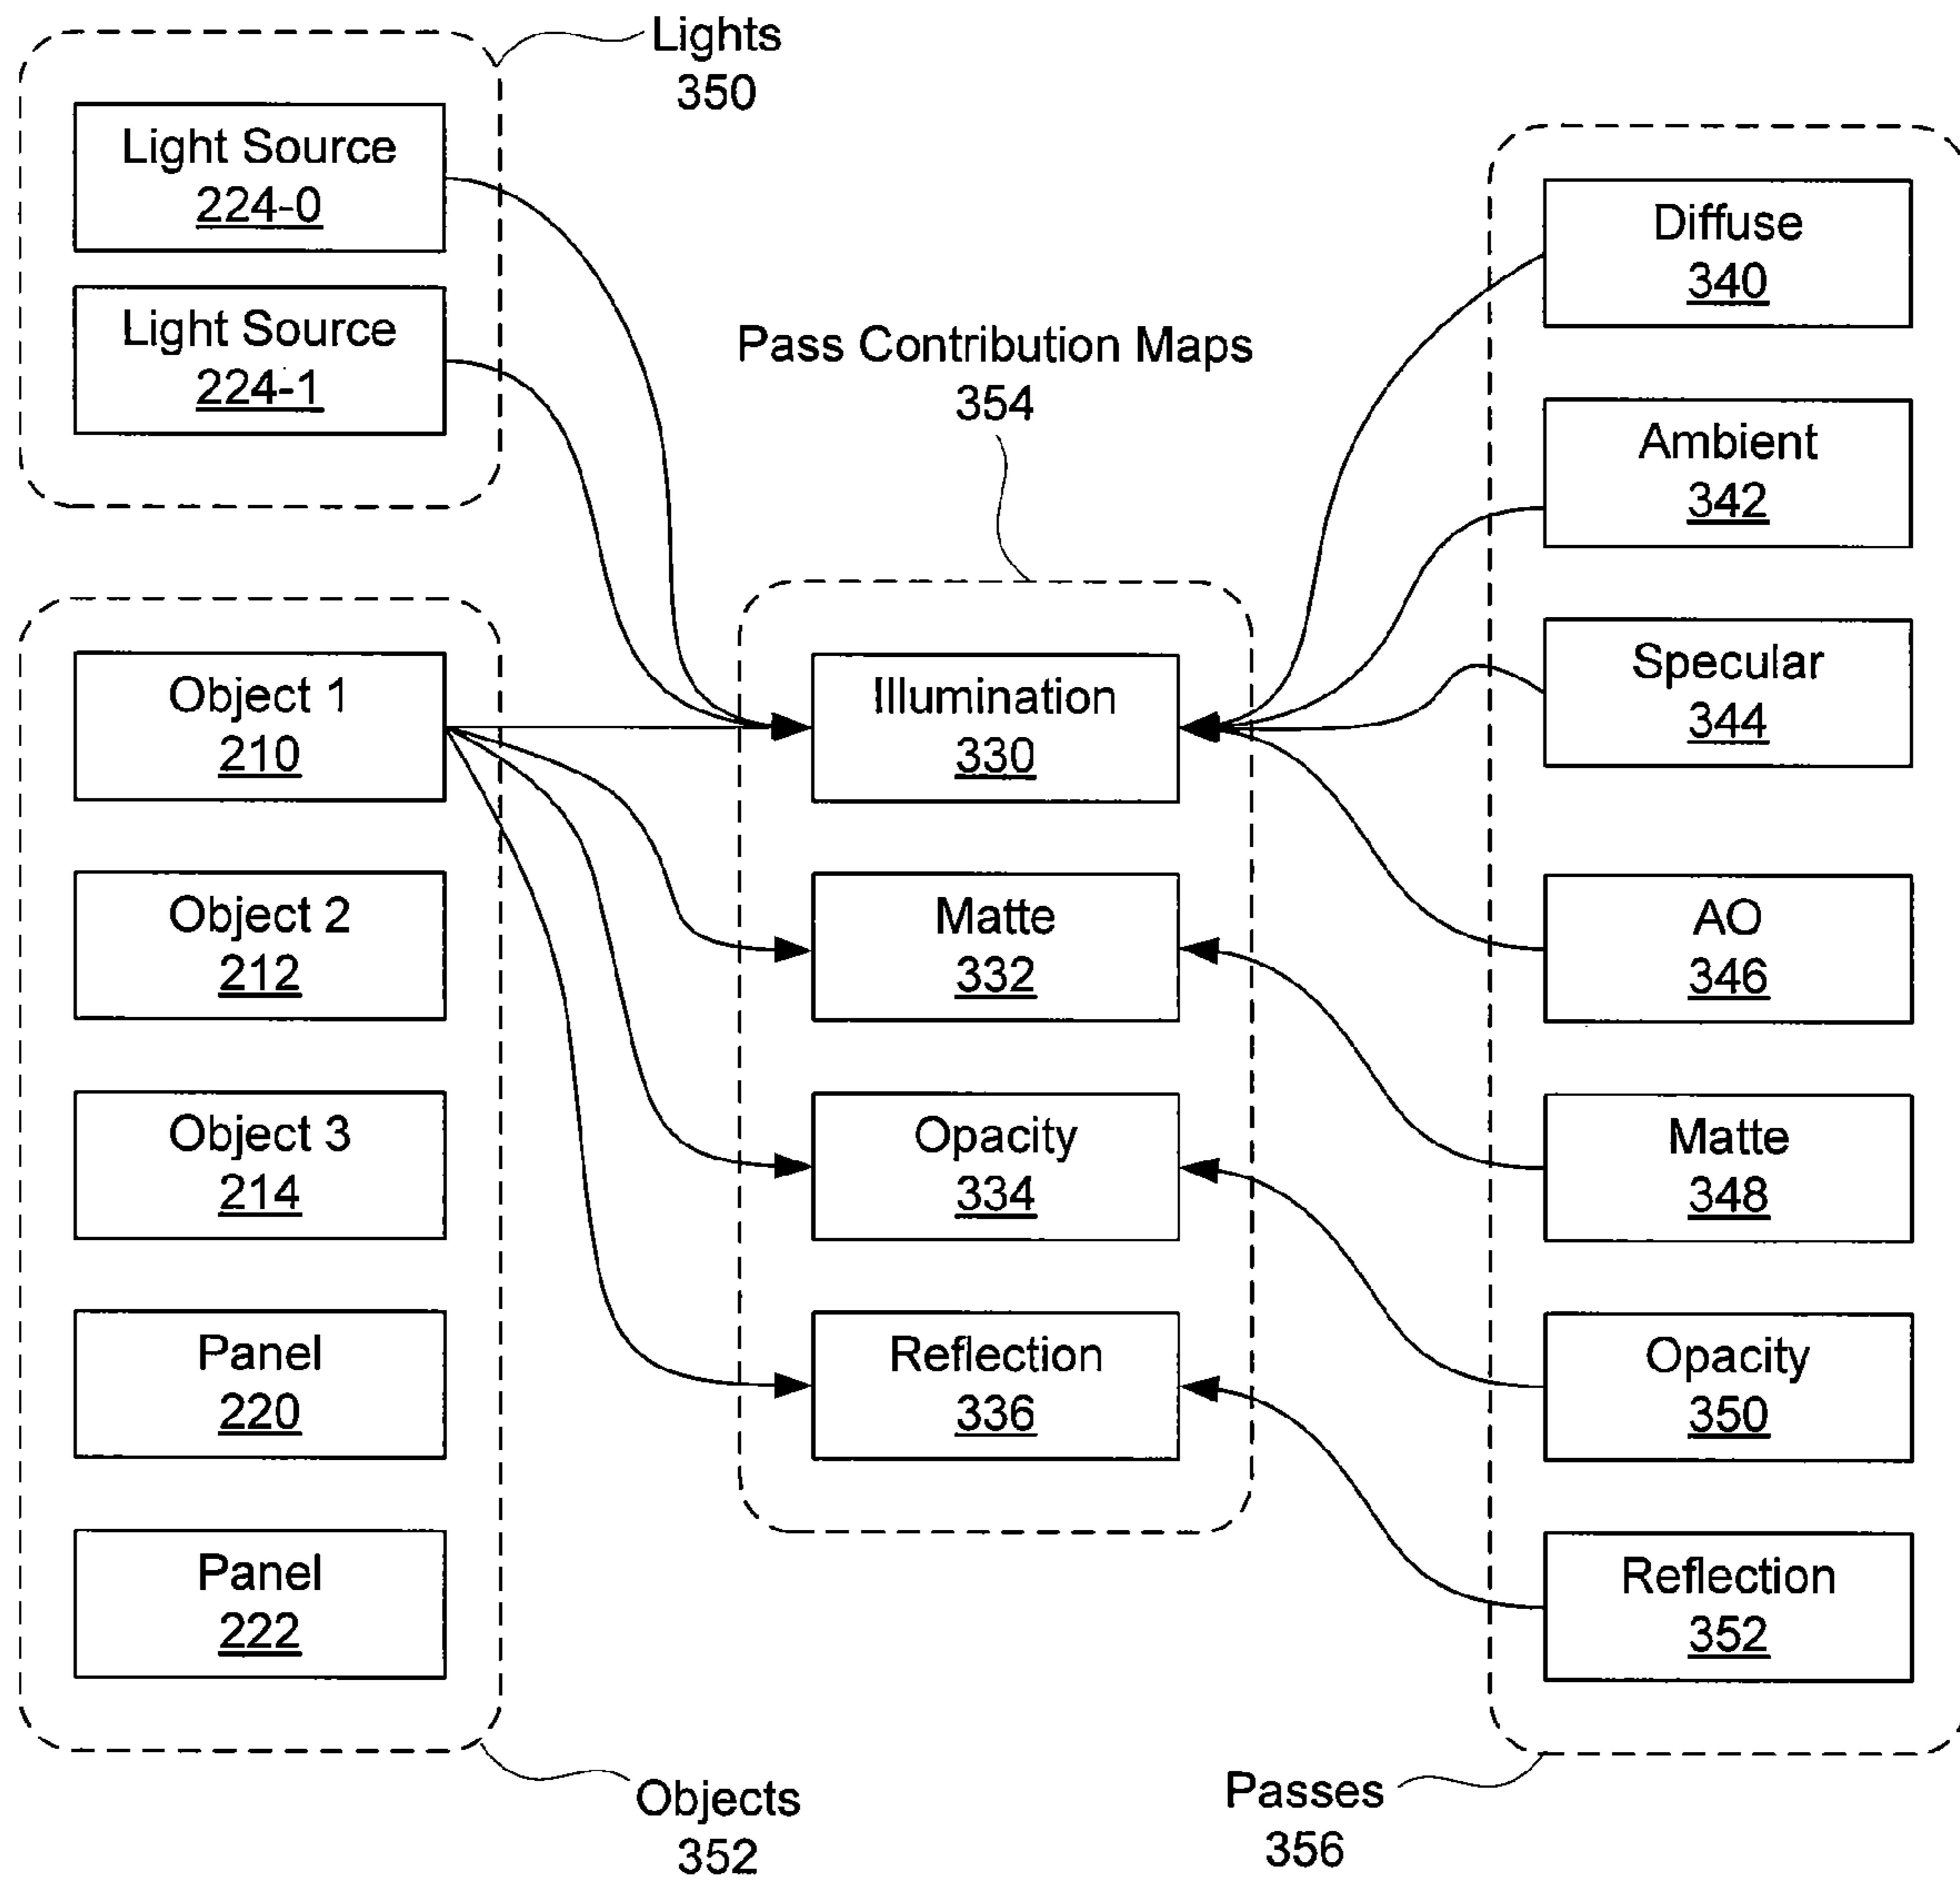 Lights
350
Light Source
224-0
Light Source
224-1
Object 1
210
Object 2
212
Object 3
214
Panel
220
Panel
222
Objects
352
Pass Contribution Maps
354
Illumination
330
Matte
332
Opacity
334
Reflection
336
Diffuse
340
Ambient
342
Specular
344
AO
346
Matte
348
Opacity
350
Reflection
352
Passes
356